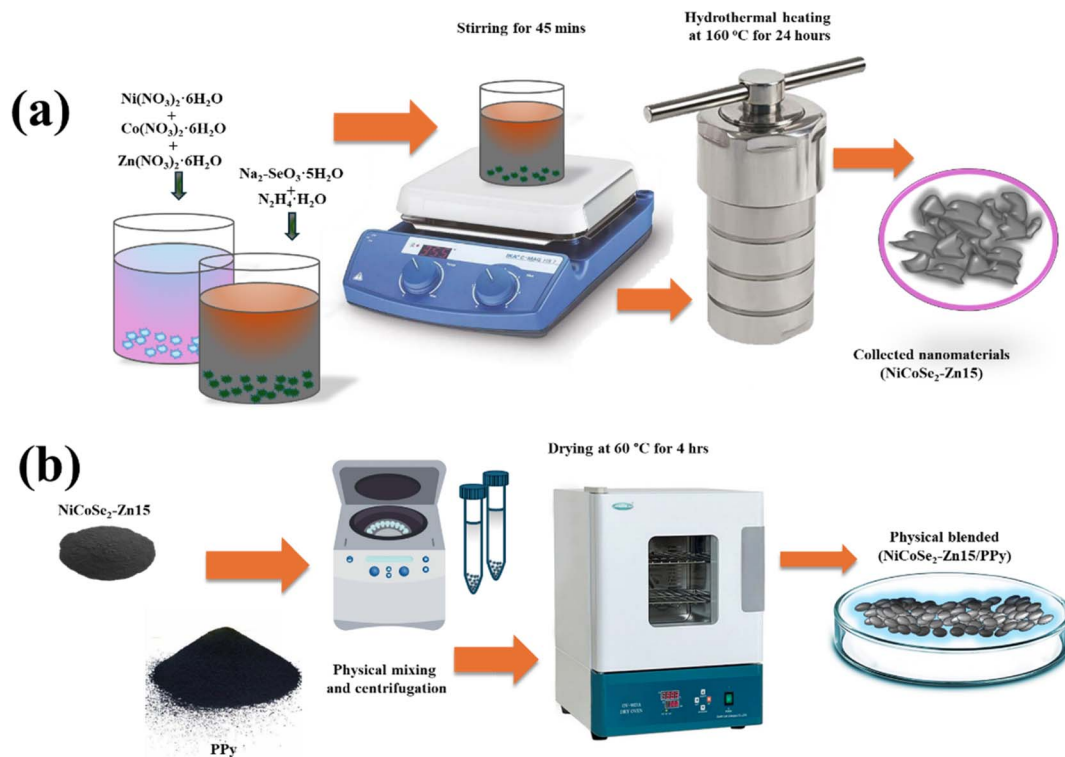 (a)
Ni(NO₃)₂·6H₂O
+
Co(NO₃)₂·6H₂O
+
Zn(NO₃)₂·6H₂O
Na₂-SeO₃·5H₂O
+
N₂H₄·H₂O
Stirring for 45 mins
Hydrothermal heating
at 160 °C for 24 hours
Collected nanomaterials
(NiCoSe₂-Zn15)
(b)
NiCoSe₂-Zn15
PPy
Physical mixing
and centrifugation
Drying at 60 °C for 4 hrs
DRY OVEN
Physical blended
(NiCoSe₂-Zn15/PPy)